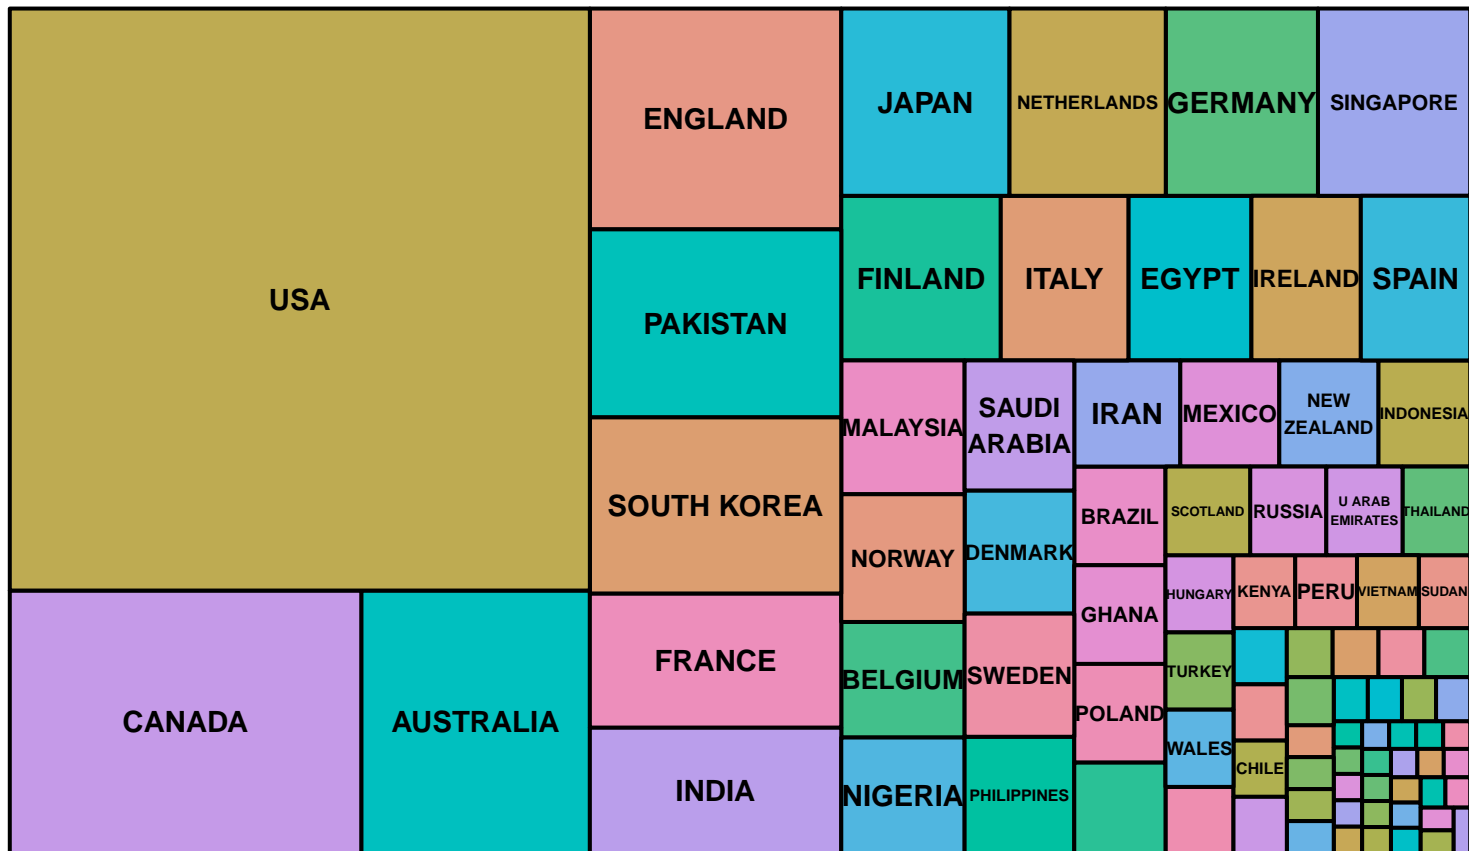 USA
CANADA
AUSTRALIA
ENGLAND
PAKISTAN
SOUTH KOREA
FRANCE
INDIA
JAPAN
NETHERLANDS
GERMANY
SINGAPORE
FINLAND
ITALY
EGYPT
IRELAND
SPAIN
MALAYSIA
NORWAY
BELGIUM
NIGERIA
SAUDI
ARABIA
DENMARK
SWEDEN
PHILIPPINES
IRAN
MEXICO
NEW
ZEALAND
INDONESIA
BRAZIL
GHANA
POLAND
SCOTLAND
RUSSIA
U ARAB
EMIRATES
THAILAND
HUNGARY
TURKEY
WALES
KENYA
PERU
VIETNAM
SUDAN
CHILE